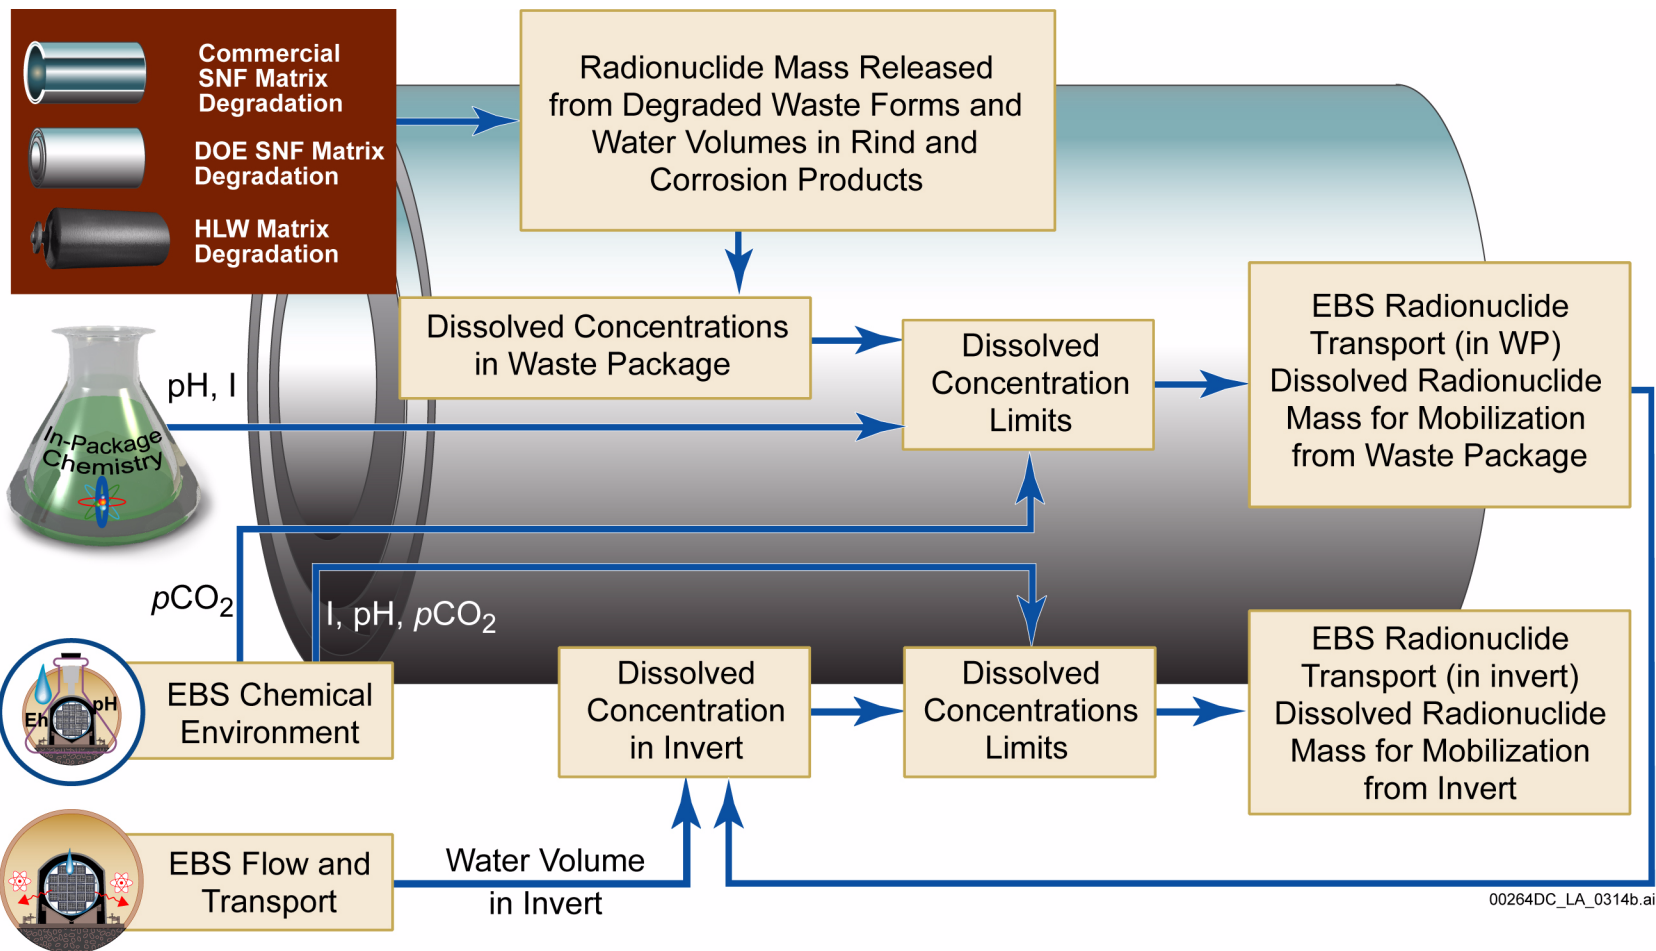 Commercial
SNF Matrix
Degradation
DOE SNF Matrix
Degradation
HLW Matrix
Degradation
Radionuclide Mass Released
from Degraded Waste Forms and
Water Volumes in Rind and
Corrosion Products
Dissolved Concentrations
in Waste Package
Dissolved
Concentration
Limits
EBS Radionuclide
Transport (in WP)
Dissolved Radionuclide
Mass for Mobilization
from Waste Package
pH, I
In-Package
Chemistry
pCO2
I, pH, pCO2
Eh
pH
EBS Chemical
Environment
Dissolved
Concentration
in Invert
Dissolved
Concentrations
Limits
EBS Radionuclide
Transport (in invert)
Dissolved Radionuclide
Mass for Mobilization
from Invert
EBS Flow and
Transport
Water Volume
in Invert
00264DC_LA_0314b.ai